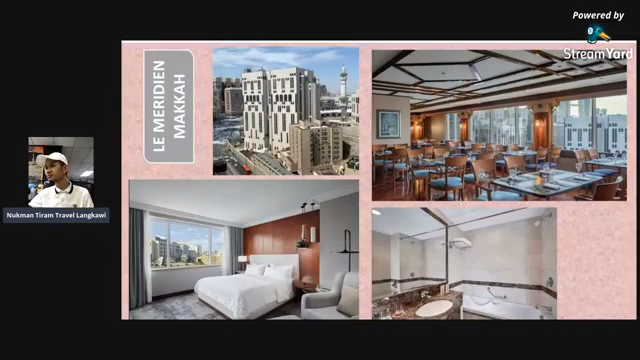 Powered by
StreamYard
LE MERIDIEN
MAKKAH
Nukman Tiram Travel Langkawi